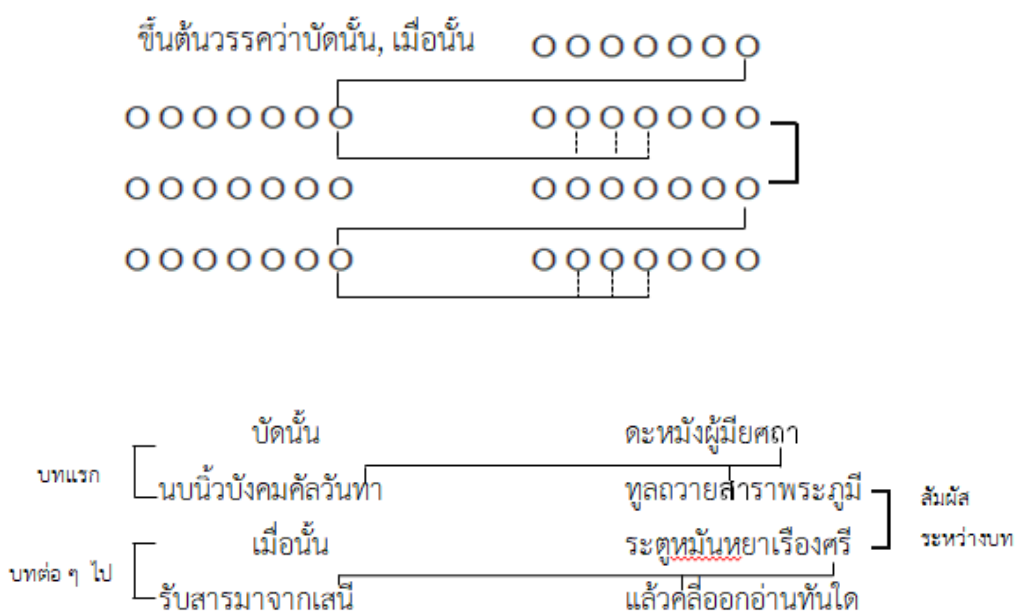 ขึ้นต้นวรรคว่าบัดนั้น, เมื่อนั้น O O O O O O O
O O O O O O O O O O O O O O
O O O O O O O O O O O O O O
O O O O O O O O O O O O O O
บัดนั้น ดะหมังผู้มียศถา
บทแรก
นบนิ้วบังคมคัลวันทา ทูลถวายสาราพระภูมี
สัมผัส
ระหว่างบท
เมื่อนั้น ระตูหมันหยาเรืองศรี
บทต่อ ๆ ไป
รับสารมาจากเสนี แล้วคลี่ออกอ่านทันใด